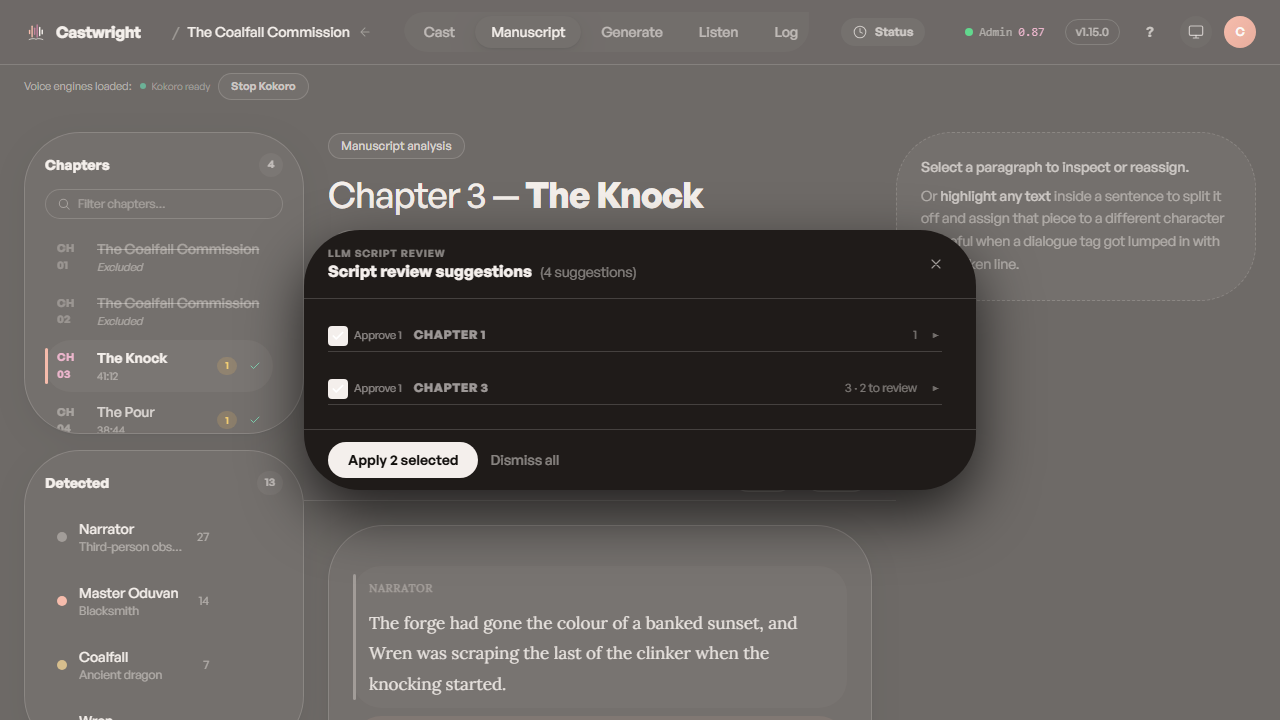 Castwright
/ The Coalfall Commission ←
Cast
Manuscript
Generate
Listen
Log
Status
Admin 0.87
v1.15.0
?
C
Voice engines loaded:
Kokoro ready
Stop Kokoro
Chapters
4
Filter chapters...
CH 01
The Coalfall Commission
Excluded
CH 02
The Coalfall Commission
Excluded
CH 03
The Knock
41:12
1
CH 04
The Pour
38:44
1
Detected
13
Narrator
Third-person obs...
27
Master Oduvan
Blacksmith
14
Coalfall
Ancient dragon
7
Wren
Manuscript analysis
Chapter 3 — The Knock
LLM SCRIPT REVIEW
Script review suggestions (4 suggestions)
Approve 1 CHAPTER 1
1
Approve 1 CHAPTER 3
3 · 2 to review
Apply 2 selected
Dismiss all
NARRATOR
The forge had gone the colour of a banked sunset, and
Wren was scraping the last of the clinker when the
knocking started.
Select a paragraph to inspect or reassign.
Or highlight any text inside a sentence to split it
off and assign that piece to a different character
when a dialogue tag got lumped in with
line.